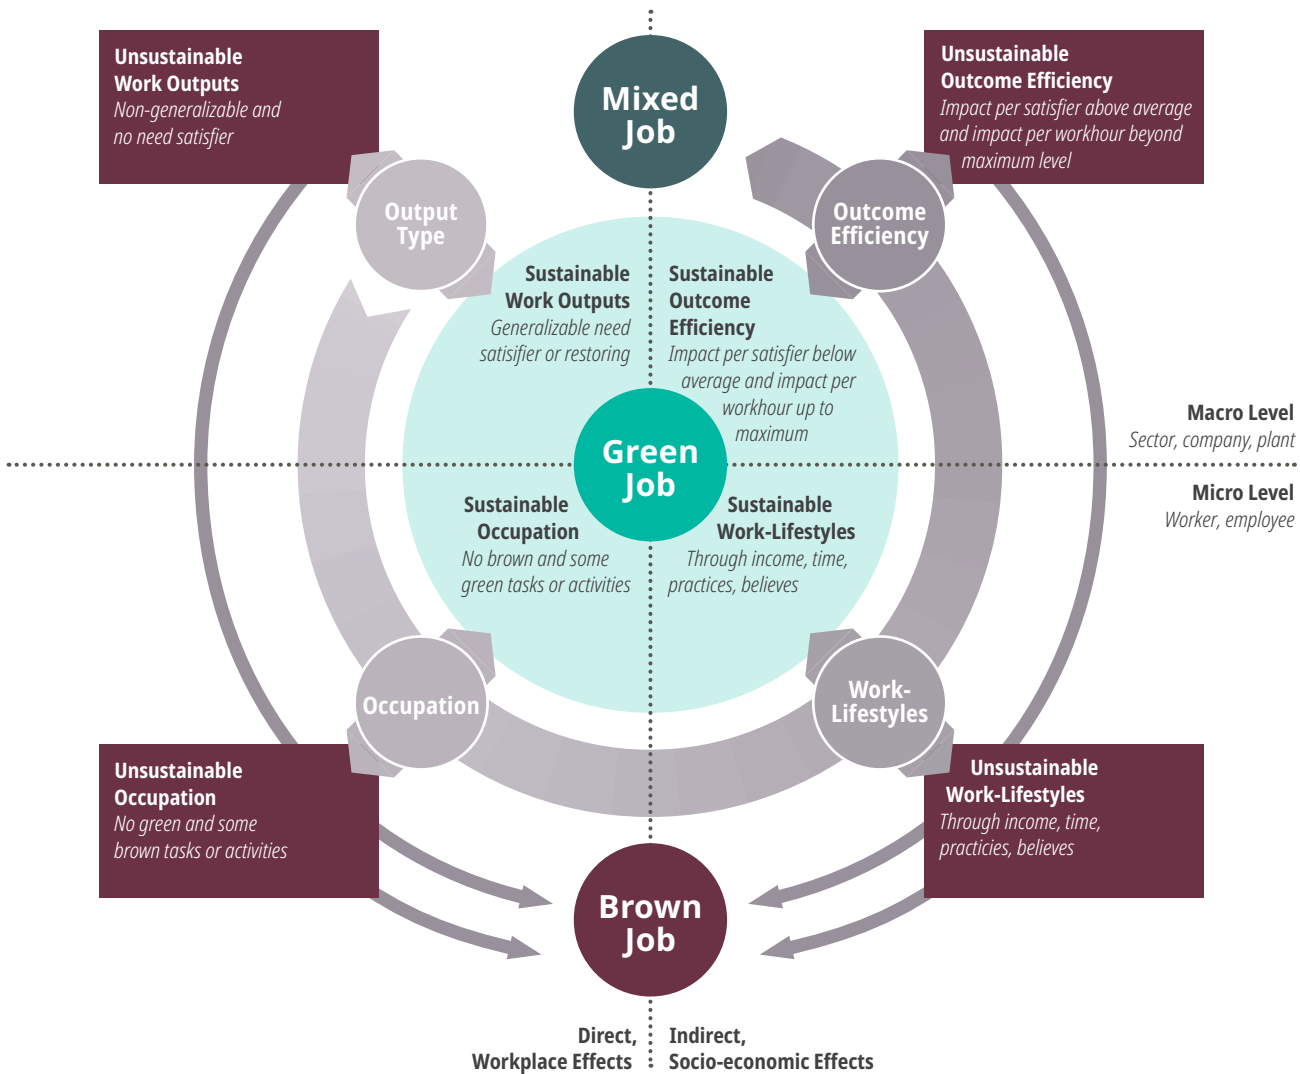 Unsustainable
Work Outputs
Non-generalizable and
no need satisfier
Mixed
Job
Unsustainable
Outcome Efficiency
Impact per satisfier above average
and impact per workhour beyond
maximum level
Output
Type
Outcome
Efficiency
Sustainable
Work Outputs
Generalizable need
satisifier or restoring
Sustainable
Outcome
Efficiency
Impact per satisfier below
average and impact per
workhour up to
maximum
Macro Level
Sector, company, plant
Green
Job
Micro Level
Worker, employee
Sustainable
Occupation
No brown and some
green tasks or activities
Sustainable
Work-Lifestyles
Through income, time,
practices, believes
Occupation
Work-
Lifestyles
Unsustainable
Occupation
No green and some
brown tasks or activities
Unsustainable
Work-Lifestyles
Through income, time,
practicies, believes
Brown
Job
Direct,
Workplace Effects
Indirect,
Socio-economic Effects